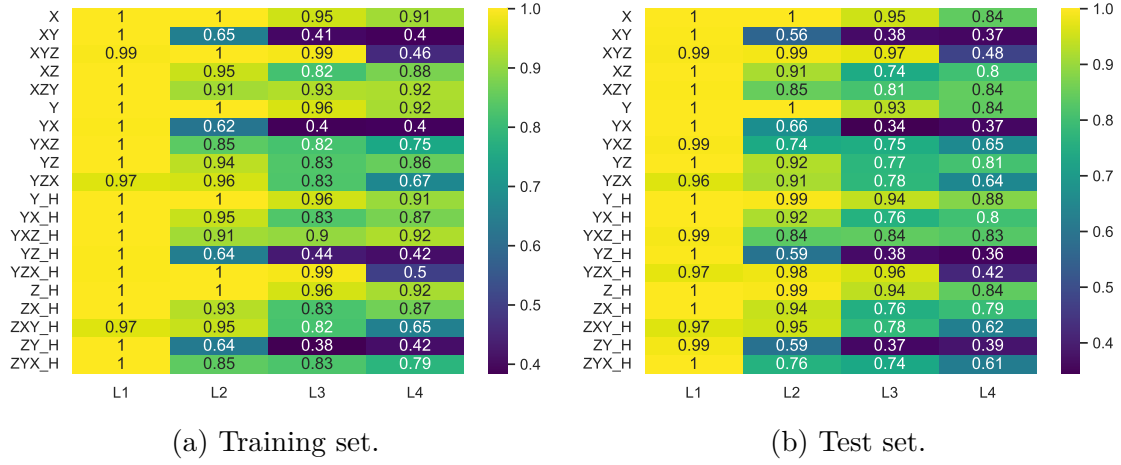 X 1 1 0.95 0.91
XY 1 0.65 0.41 0.4
XYZ 0.99 1 0.99 0.46
XZ 1 0.95 0.82 0.88
XZY 1 0.91 0.93 0.92
Y 1 1 0.96 0.92
YX 1 0.62 0.4 0.4
YXZ 1 0.85 0.82 0.75
YZ 1 0.94 0.83 0.86
YZX 0.97 0.96 0.83 0.67
Y_H 1 1 0.96 0.91
YX_H 1 0.95 0.83 0.87
YXZ_H 1 0.91 0.9 0.92
YZ_H 1 0.64 0.44 0.42
YZX_H 1 1 0.99 0.5
Z_H 1 1 0.96 0.92
ZX_H 1 0.93 0.83 0.87
ZXY_H 0.97 0.95 0.82 0.65
ZY_H 1 0.64 0.38 0.42
ZYX_H 1 0.85 0.83 0.79
L1 L2 L3 L4
1.0
0.9
0.8
0.7
0.6
0.5
0.4
(a) Training set.
X 1 1 0.95 0.84
XY 1 0.56 0.38 0.37
XYZ 0.99 0.99 0.97 0.48
XZ 1 0.91 0.74 0.8
XZY 1 0.85 0.81 0.84
Y 1 1 0.93 0.84
YX 1 0.66 0.34 0.37
YXZ 0.99 0.74 0.75 0.65
YZ 1 0.92 0.77 0.81
YZX 0.96 0.91 0.78 0.64
Y_H 1 0.99 0.94 0.88
YX_H 1 0.92 0.76 0.8
YXZ_H 0.99 0.84 0.84 0.83
YZ_H 1 0.59 0.38 0.36
YZX_H 0.97 0.98 0.96 0.42
Z_H 1 0.99 0.94 0.84
ZX_H 1 0.94 0.76 0.79
ZXY_H 0.97 0.95 0.78 0.62
ZY_H 0.99 0.59 0.37 0.39
ZYX_H 1 0.76 0.74 0.61
L1 L2 L3 L4
1.0
0.9
0.8
0.7
0.6
0.5
0.4
(b) Test set.